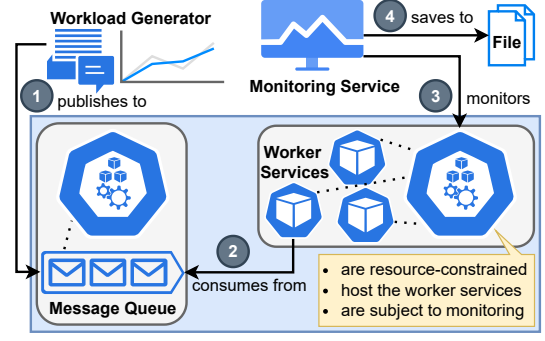 Workload Generator
4 saves to
File
Monitoring Service
1
publishes to
3
monitors
Worker
Services
2
consumes from
Message Queue
• are resource-constrained
• host the worker services
• are subject to monitoring